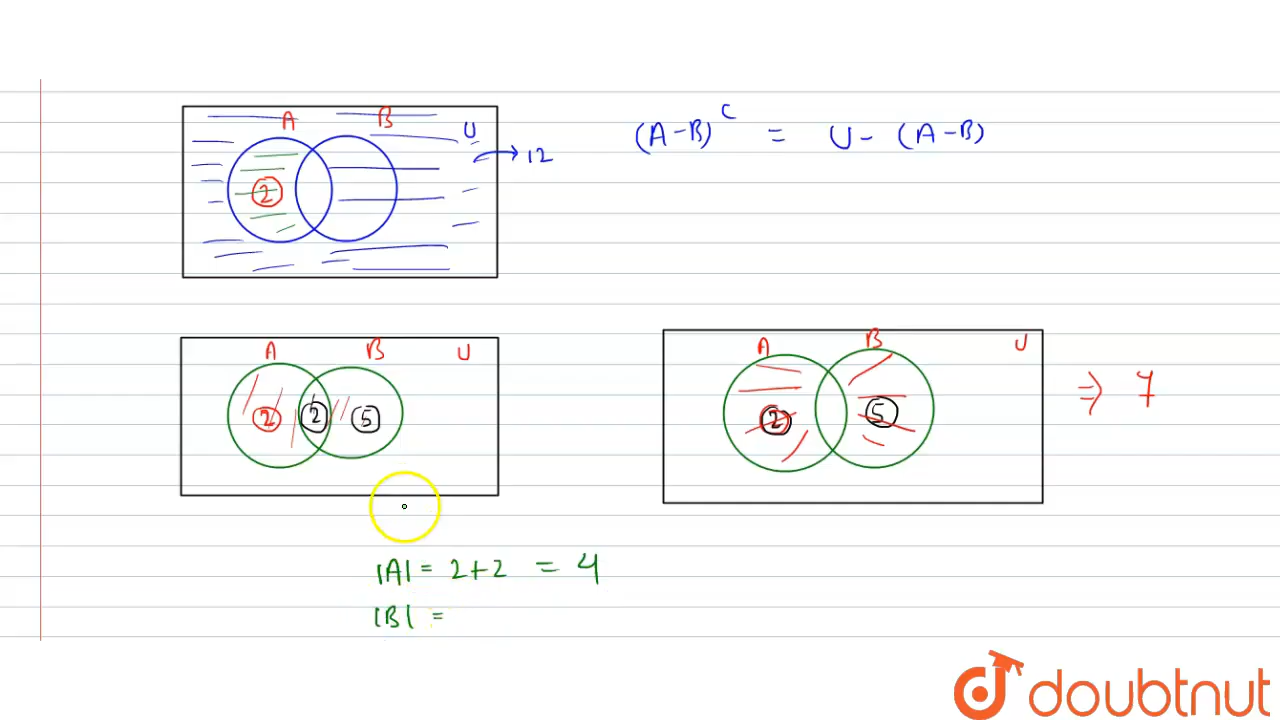 A B
U
(A-B)^C = U - (A-B)
→ 12
2
A B U
2 2 5
A B U
2 5
⇒ 7
|A| = 2+2 = 4
|B| =
doubtnut